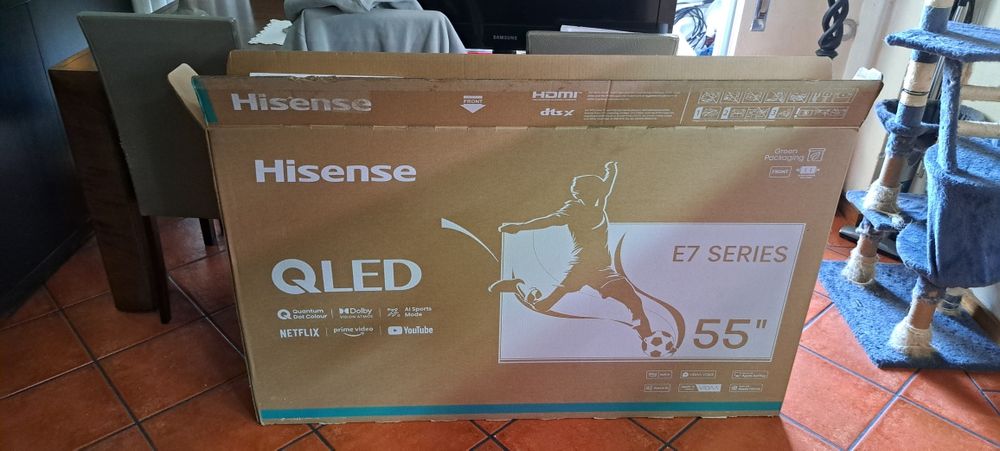 SAMSUNG
Hisense
FRONT
HDMI
dts x
Hisense
Green
Packaging
FRONT
QLED
E7 SERIES
Quantum
Dot Colour
Dolby
VISION·ATMOS
AI Sports
Mode
NETFLIX
prime video
YouTube
55"
VIDAA